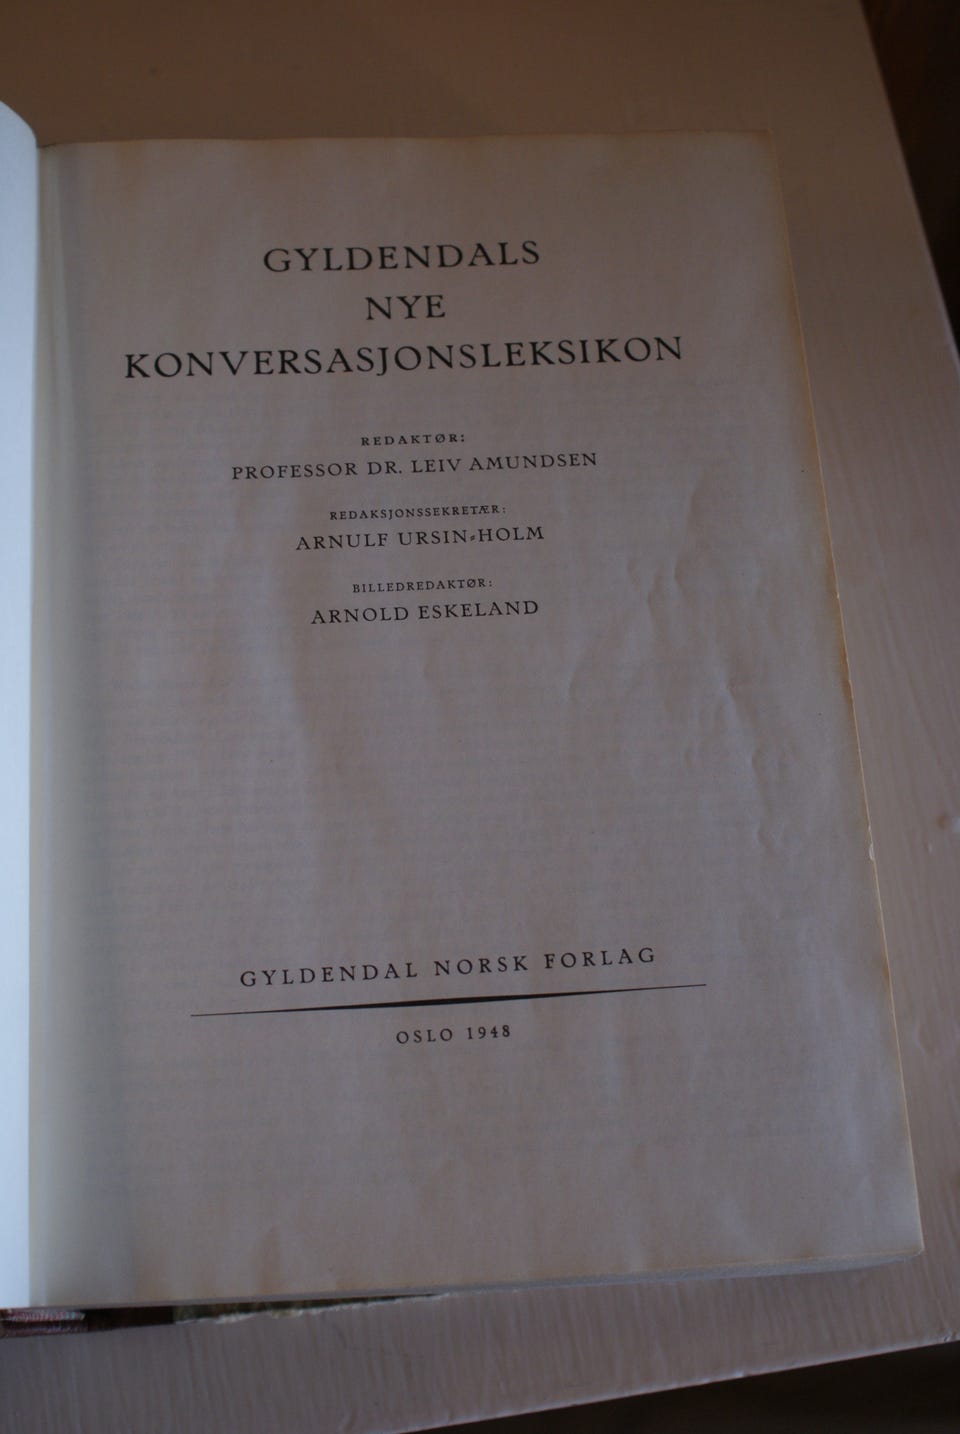 GYLDENDALS
NYE
KONVERSASJONSLEKSIKON
REDAKTØR:
PROFESSOR DR. LEIV AMUNDSEN
REDAKSJONSSEKRETÆR:
ARNULF URSIN-HOLM
BILLEDREDAKTØR:
ARNOLD ESKELAND
GYLDENDAL NORSK FORLAG
OSLO 1948